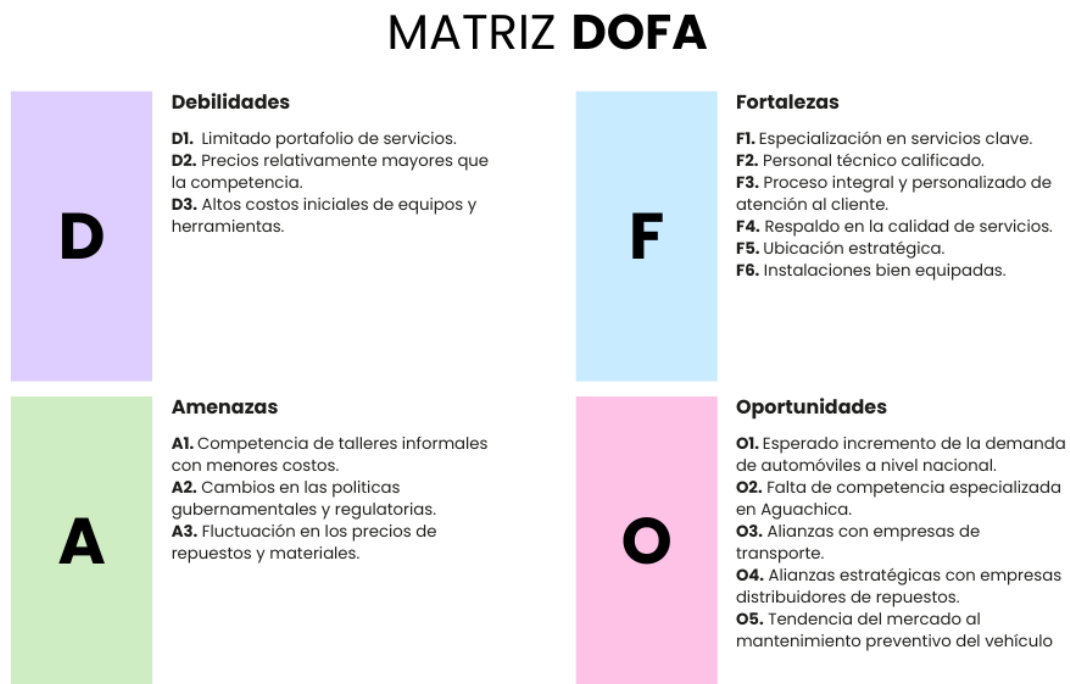 MATRIZ DOFA
D
Debilidades
D1. Limitado portafolio de servicios.
D2. Precios relativamente mayores que
la competencia.
D3. Altos costos iniciales de equipos y
herramientas.
F
Fortalezas
F1. Especialización en servicios clave.
F2. Personal técnico calificado.
F3. Proceso integral y personalizado de
atención al cliente.
F4. Respaldo en la calidad de servicios.
F5. Ubicación estratégica.
F6. Instalaciones bien equipadas.
A
Amenazas
A1. Competencia de talleres informales
con menores costos.
A2. Cambios en las politicas
gubernamentales y regulatorias.
A3. Fluctuación en los precios de
repuestos y materiales.
O
Oportunidades
O1. Esperado incremento de la demanda
de automóviles a nivel nacional.
O2. Falta de competencia especializada
en Aguachica.
O3. Alianzas con empresas de
transporte.
O4. Alianzas estratégicas con empresas
distribuidores de repuestos.
O5. Tendencia del mercado al
mantenimiento preventivo del vehículo